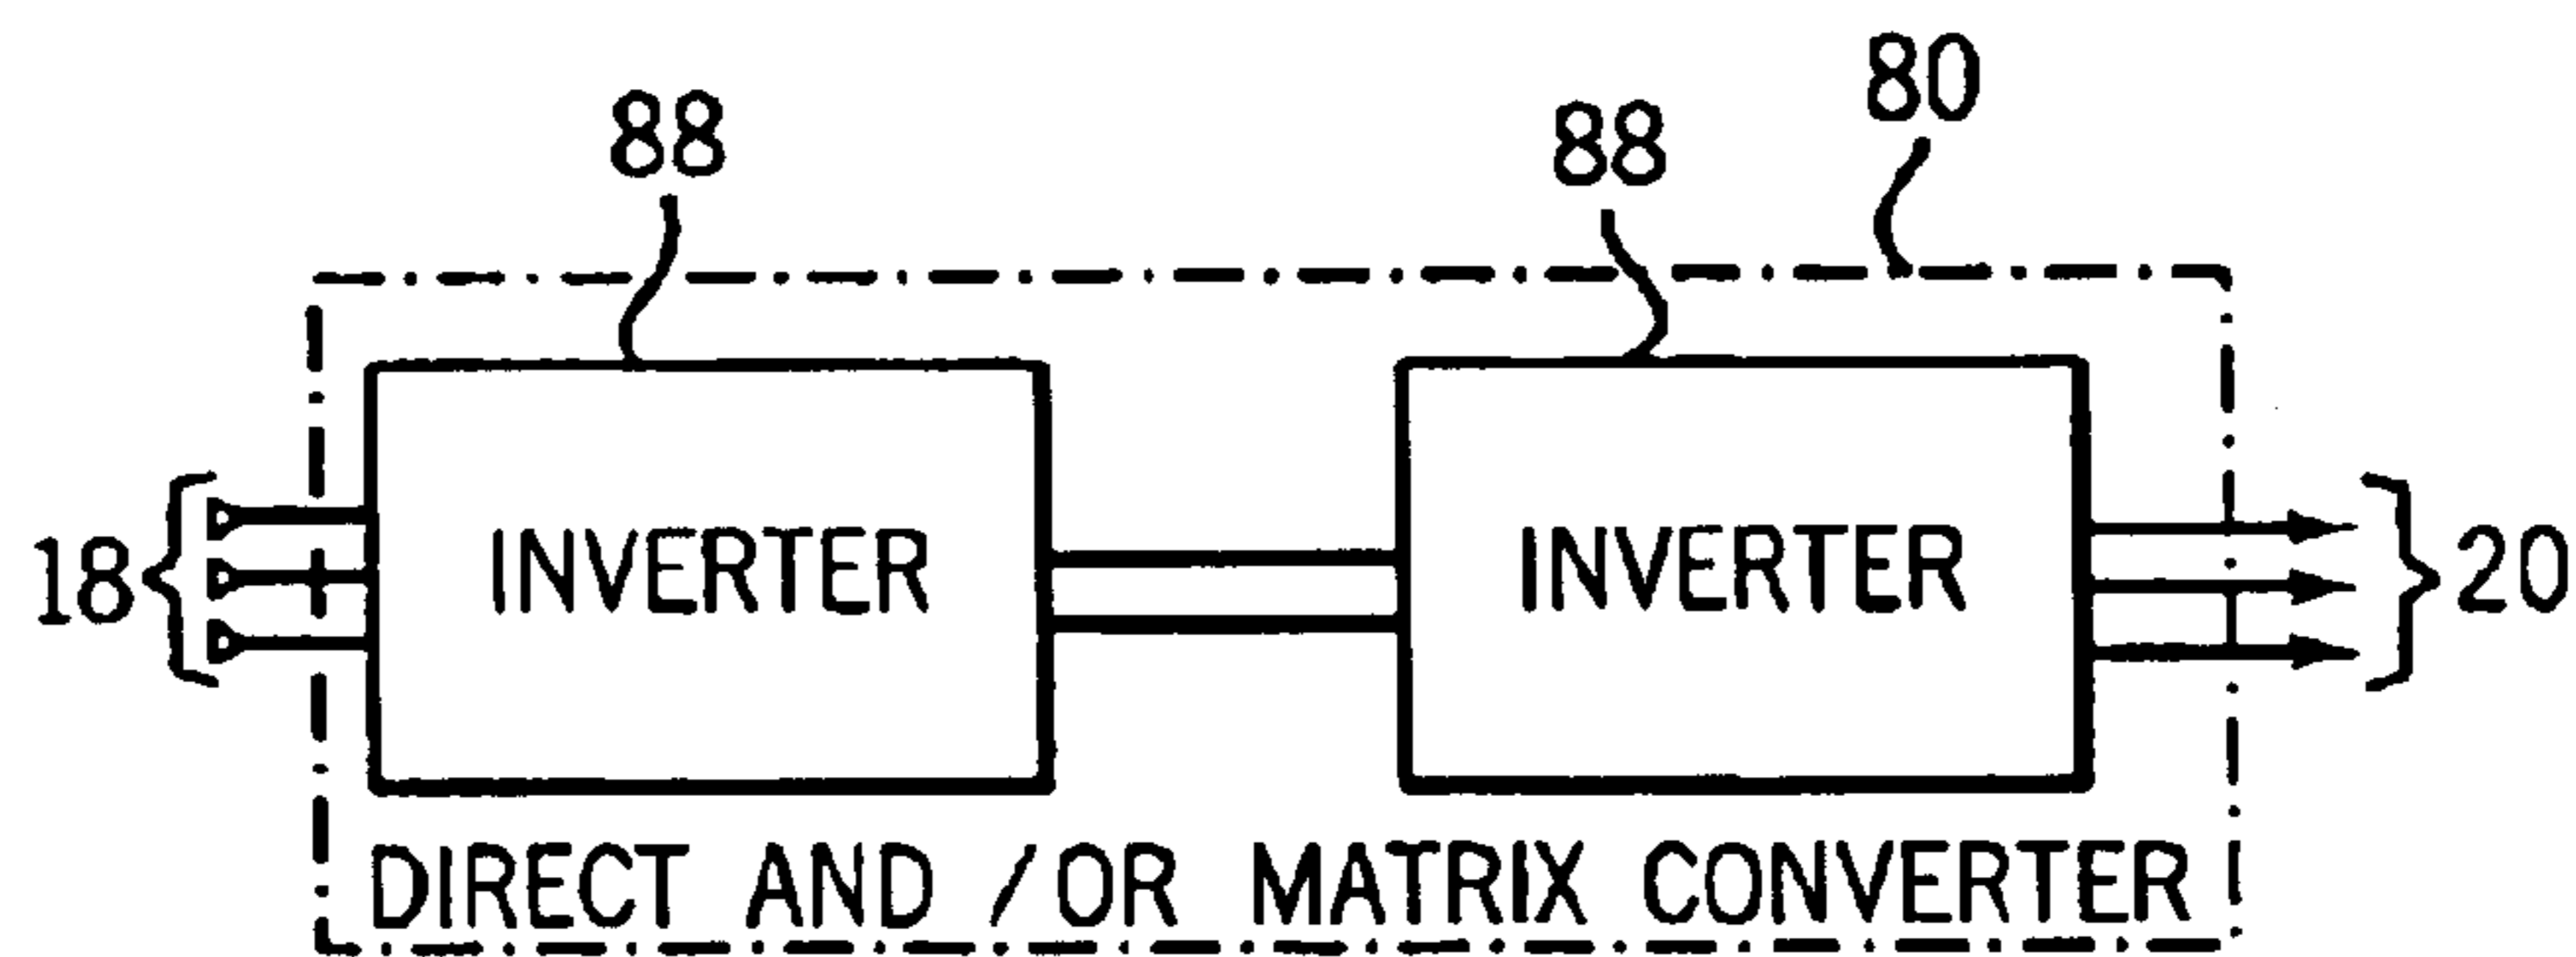 80
88
88
18
INVERTER
INVERTER
20
DIRECT AND /OR MATRIX CONVERTER